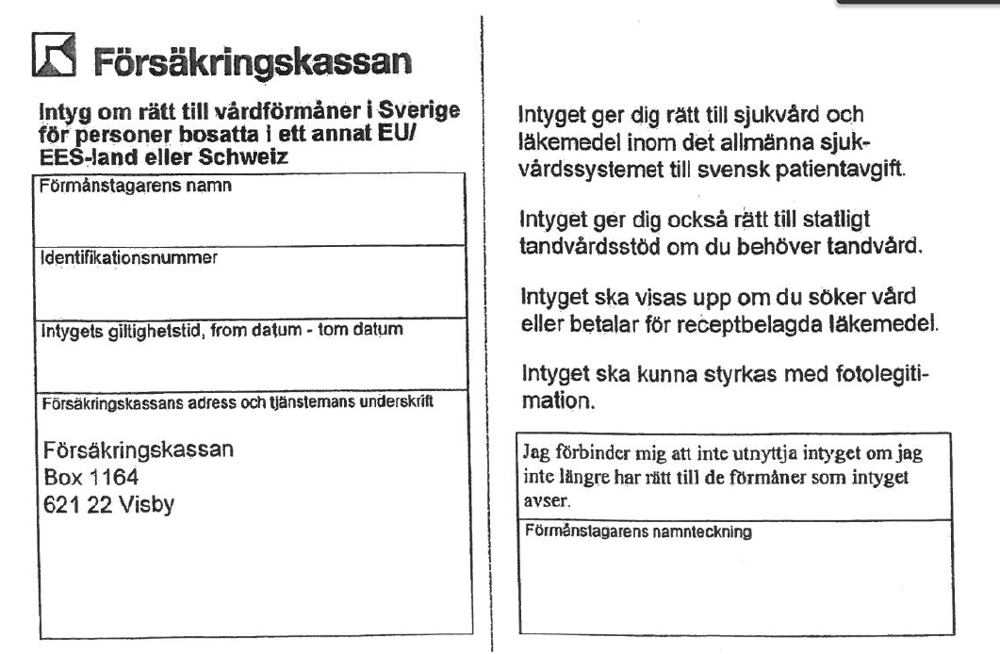 Försäkringskassan
Intyg om rätt till vårdförmåner i Sverige
för personer bosatta i ett annat EU/
EES-land eller Schweiz
Förmånstagarens namn
Identifikationsnummer
Intygets giltighetstid, from datum - tom datum
Försäkringskassans adress och tjänstemans underskrift
Försäkringskassan
Box 1164
621 22 Visby
Intyget ger dig rätt till sjukvård och
läkemedel inom det allmänna sjuk-
vårdssystemet till svensk patientavgift.
Intyget ger dig också rätt till statligt
tandvårdsstöd om du behöver tandvård.
Intyget ska visas upp om du söker vård
eller betalar för receptbelagda läkemedel.
Intyget ska kunna styrkas med fotolegiti-
mation.
Jag förbinder mig att inte utnyttja intyget om jag
inte längre har rätt till de förmåner som intyget
avser.
Förmånstagarens namnteckning